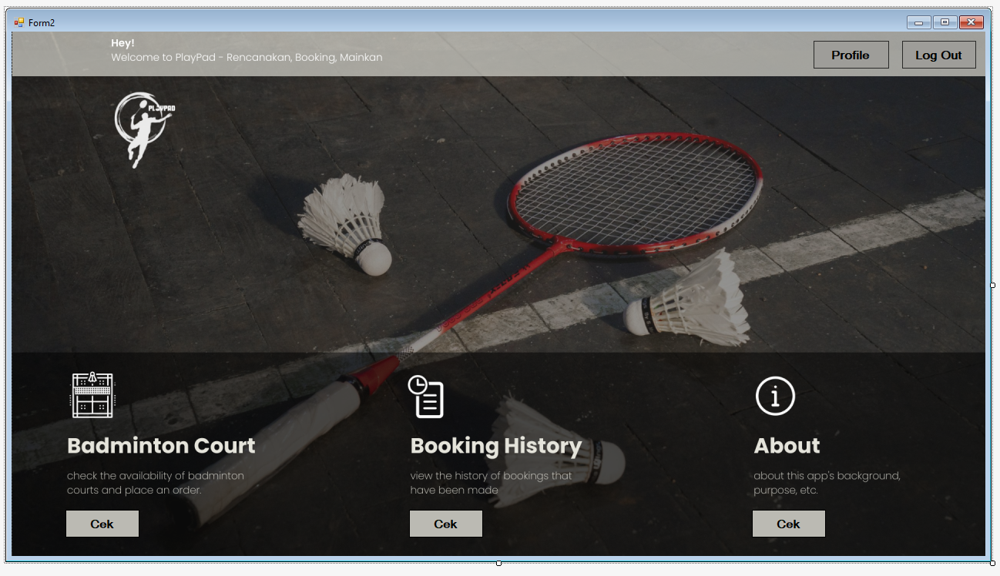 Form2
Hey!
Welcome to PlayPad - Rencanakan, Booking, Mainkan
Profile
Log Out
PLAYPAD
Badminton Court
check the availability of badminton
courts and place an order.
Cek
Booking History
view the history of bookings that
have been made
Cek
About
about this app's background,
purpose, etc.
Cek